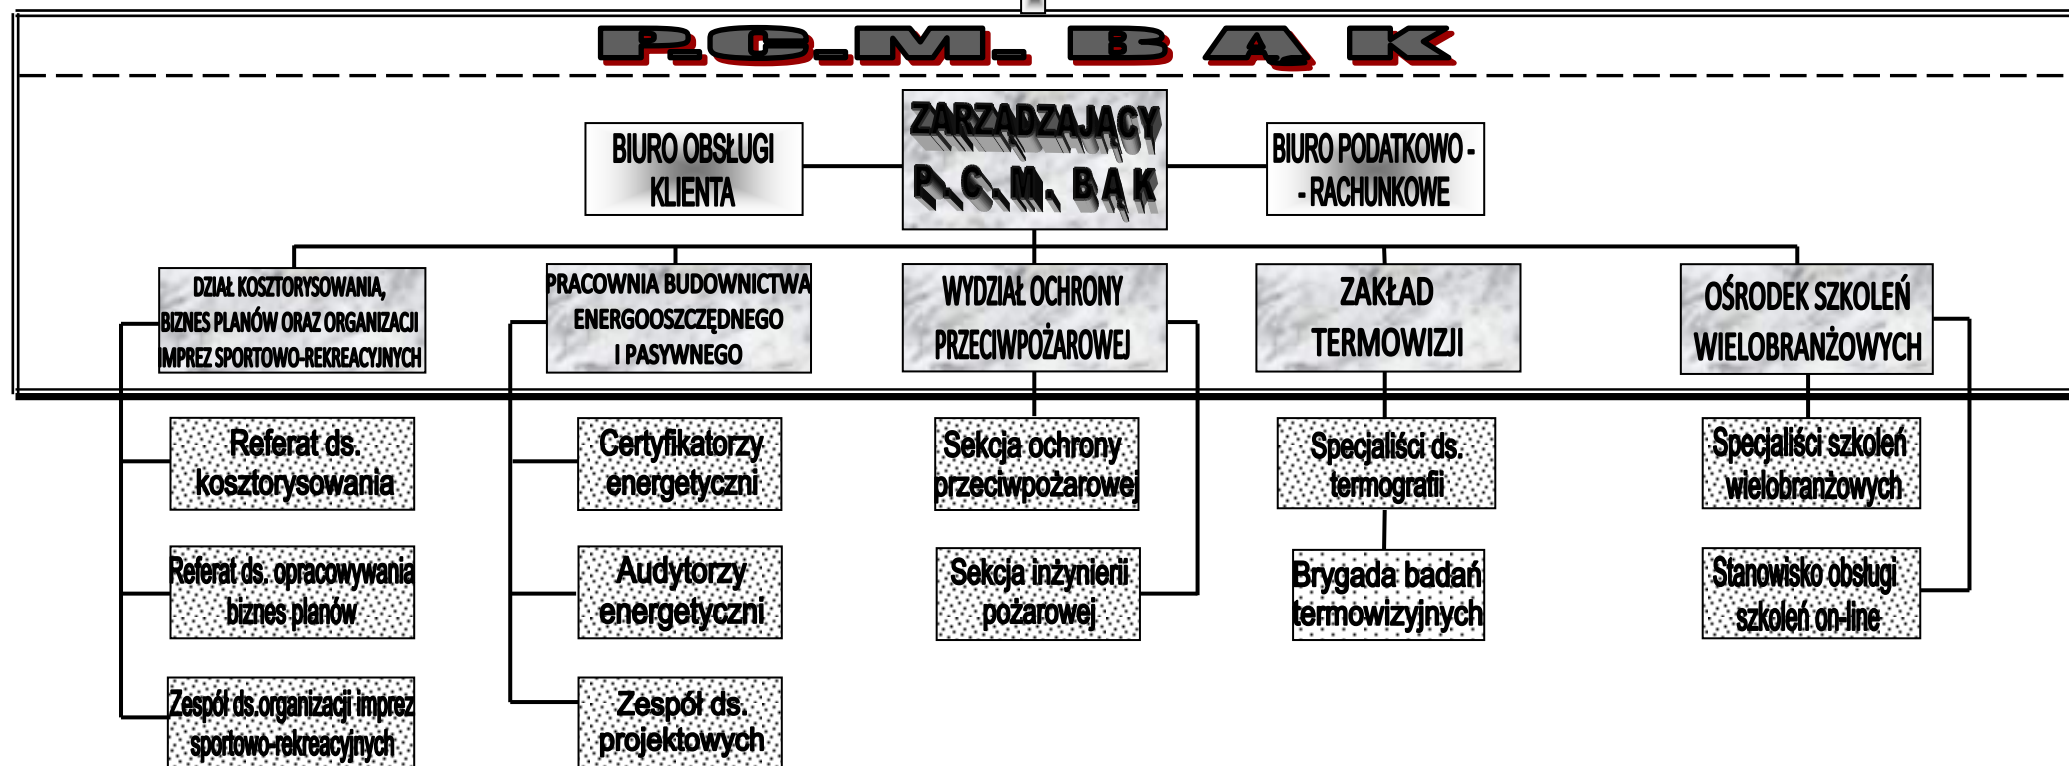 P.C.M. BĄK
BIURO OBSŁUGI
KLIENTA
ZARZĄDZAJĄCY
P.C.M. BĄK
BIURO PODATKOWO -
- RACHUNKOWE
DZIAŁ KOSZTORYSOWANIA,
BIZNES PLANÓW ORAZ ORGANIZACJI
IMPREZ SPORTOWO-REKREACYJNYCH
PRACOWNIA BUDOWNICTWA
ENERGOOSZCZĘDNEGO
I PASYWNEGO
WYDZIAŁ OCHRONY
PRZECIWPOŻAROWEJ
ZAKŁAD
TERMOWIZJI
OŚRODEK SZKOLEŃ
WIELOBRANŻOWYCH
Referat ds.
kosztorysowania
Certyfikatorzy
energetyczni
Sekcja ochrony
przeciwpożarowej
Specjaliści ds.
termografii
Specjaliści szkoleń
wielobranżowych
Referat ds. opracowywania
biznes planów
Audytorzy
energetyczni
Sekcja inżynierii
pożarowej
Brygada badań
termowizyjnych
Stanowisko obsługi
szkoleń on-line
Zespół ds.organizacji imprez
sportowo-rekreacyjnych
Zespół ds.
projektowych